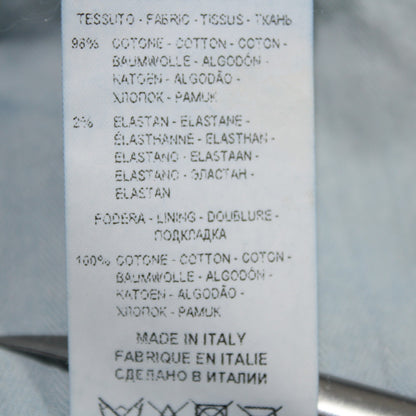 TESSUTO - FABRIC - TISSUS - ТКАНЬ
98% COTONE - COTTON - COTON -
BAUMWOLLE - ALGODÓN -
KATOEN - ALGODÃO -
ХЛОПОК - PAMUK
2% ELASTAN - ELASTANE -
ÉLASTHANNE - ELASTHAN -
ELASTANO - ELASTAAN -
ELASTANO - ЭЛАСТАН -
ELASTAN
FODERA - LINING - DOUBLURE -
ПОДКЛАДКА
100% COTONE - COTTON - COTON -
BAUMWOLLE - ALGODÓN -
KATOEN - ALGODÃO -
ХЛОПОК - PAMUK
MADE IN ITALY
FABRIQUE EN ITALIE
СДЕЛАНО В ИТАЛИИ